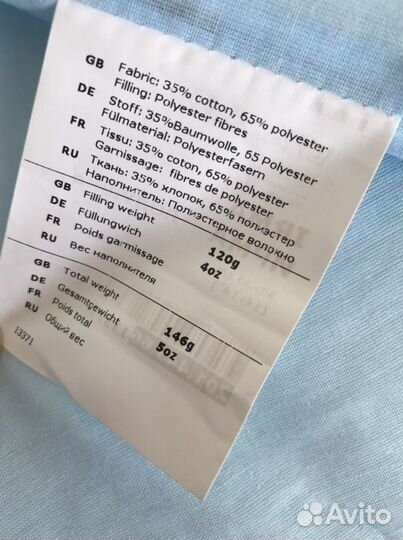 GB Fabric: 35% cotton, 65% polyester
Filling: Polyester fibres
DE Stoff: 35%Baumwolle, 65 Polyester
Fülmaterial: Polyesterfasern
FR Tissu: 35% coton, 65% polyester
Garnissage: fibres de polyester
RU Ткань: 35% хлопок, 65% полиэстер
Наполнитель: Полиэстерное волокно
GB Filling weight
DE Füllungwich
FR Poids garmissage
RU Вес наполнителя
120g
4oz
GB Total weight
DE Gesamtgewicht
FR Poids total
RU Общий вес
146g
5oz
13371
Avito